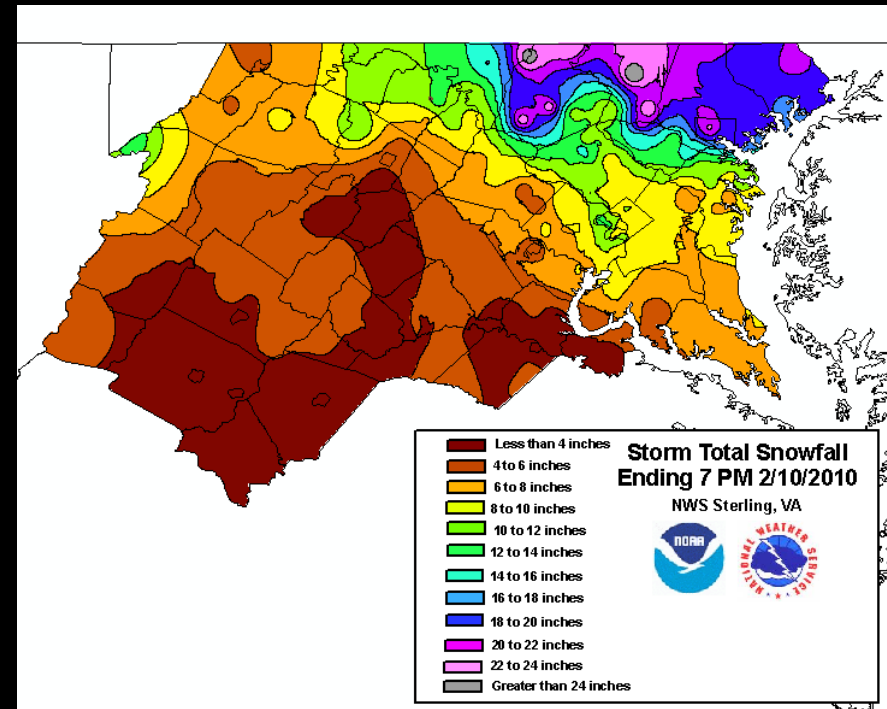 Less than 4 inches
4 to 6 inches
6 to 8 inches
8 to 10 inches
10 to 12 inches
12 to 14 inches
14 to 16 inches
16 to 18 inches
18 to 20 inches
20 to 22 inches
22 to 24 inches
Greater than 24 inches
Storm Total Snowfall
Ending 7 PM 2/10/2010
NWS Sterling, VA
NOAA
NATIONAL WEATHER SERVICE